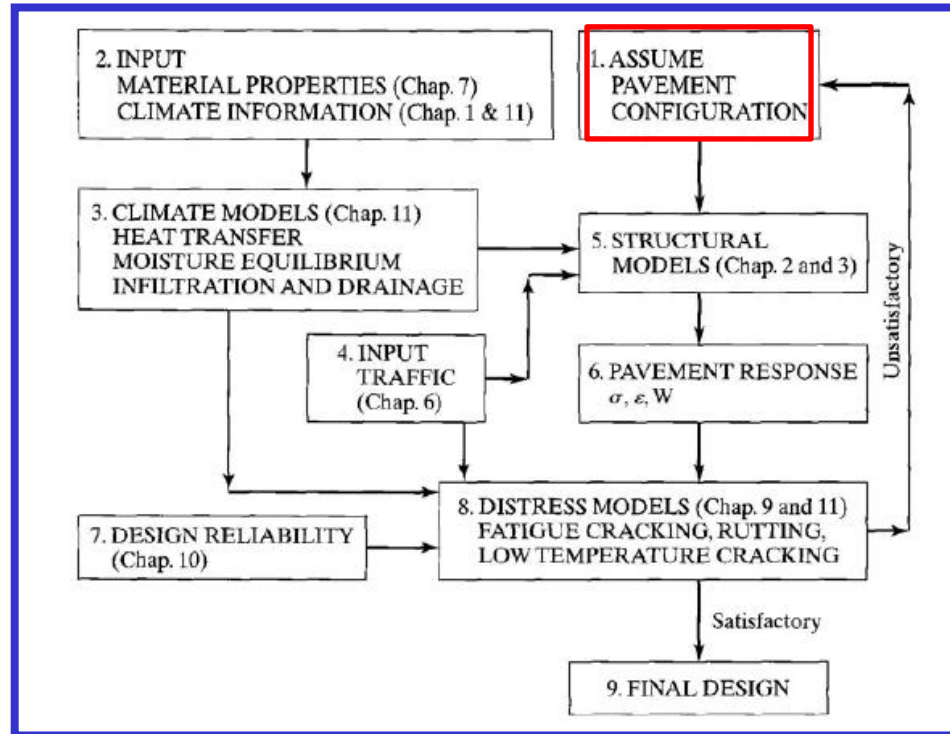 2. INPUT
MATERIAL PROPERTIES (Chap. 7)
CLIMATE INFORMATION (Chap. 1 & 11)
1. ASSUME
PAVEMENT
CONFIGURATION
3. CLIMATE MODELS (Chap. 11)
HEAT TRANSFER
MOISTURE EQUILIBRIUM
INFILTRATION AND DRAINAGE
5. STRUCTURAL
MODELS (Chap. 2 and 3)
Unsatisfactory
4. INPUT
TRAFFIC
(Chap. 6)
6. PAVEMENT RESPONSE
σ, ε, W
7. DESIGN RELIABILITY
(Chap. 10)
8. DISTRESS MODELS (Chap. 9 and 11)
FATIGUE CRACKING, RUTTING,
LOW TEMPERATURE CRACKING
Satisfactory
9. FINAL DESIGN